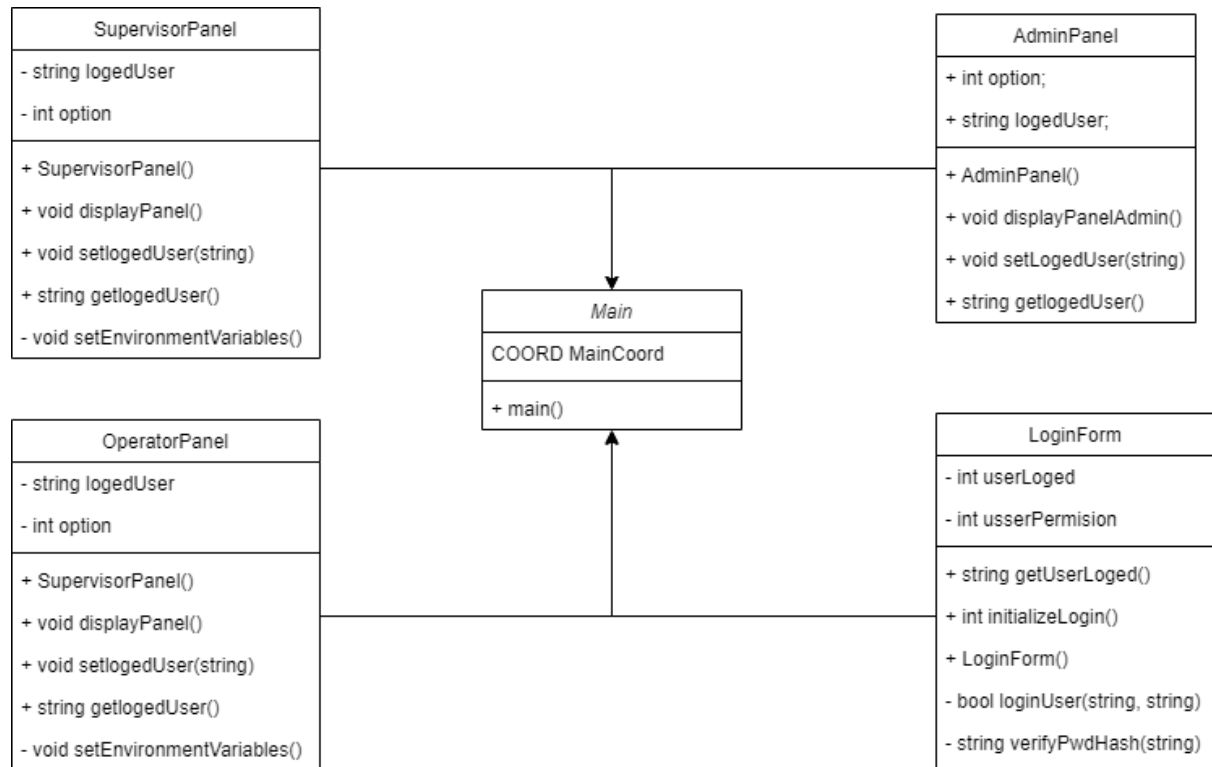 SupervisorPanel
- string logedUser
- int option
+ SupervisorPanel()
+ void displayPanel()
+ void setlogedUser(string)
+ string getlogedUser()
- void setEnvironmentVariables()
AdminPanel
+ int option;
+ string logedUser;
+ AdminPanel()
+ void displayPanelAdmin()
+ void setLogedUser(string)
+ string getlogedUser()
Main
COORD MainCoord
+ main()
OperatorPanel
- string logedUser
- int option
+ SupervisorPanel()
+ void displayPanel()
+ void setlogedUser(string)
+ string getlogedUser()
- void setEnvironmentVariables()
LoginForm
- int userLoged
- int usserPermision
+ string getUserLoged()
+ int initializeLogin()
+ LoginForm()
- bool loginUser(string, string)
- string verifyPwdHash(string)